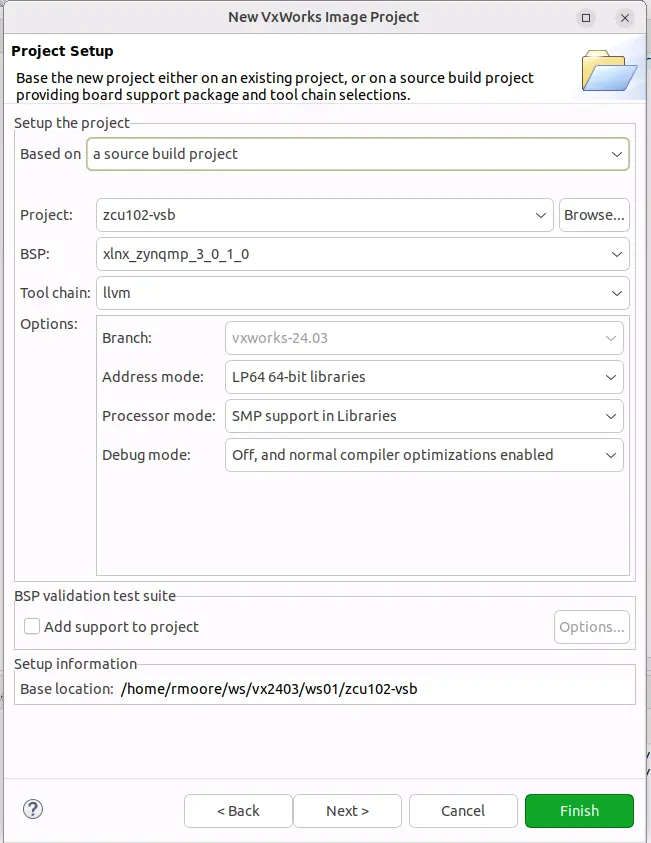 New VxWorks Image Project
Project Setup
Base the new project either on an existing project, or on a source build project
providing board support package and tool chain selections.
Setup the project
Based on a source build project
Project: zcu102-vsb Browse...
BSP: xlnx_zynqmp_3_0_1_0
Tool chain: llvm
Options:
Branch: vxworks-24.03
Address mode: LP64 64-bit libraries
Processor mode: SMP support in Libraries
Debug mode: Off, and normal compiler optimizations enabled
BSP validation test suite
Add support to project Options...
Setup information
Base location: /home/rmoore/ws/vx2403/ws01/zcu102-vsb
? < Back Next > Cancel Finish